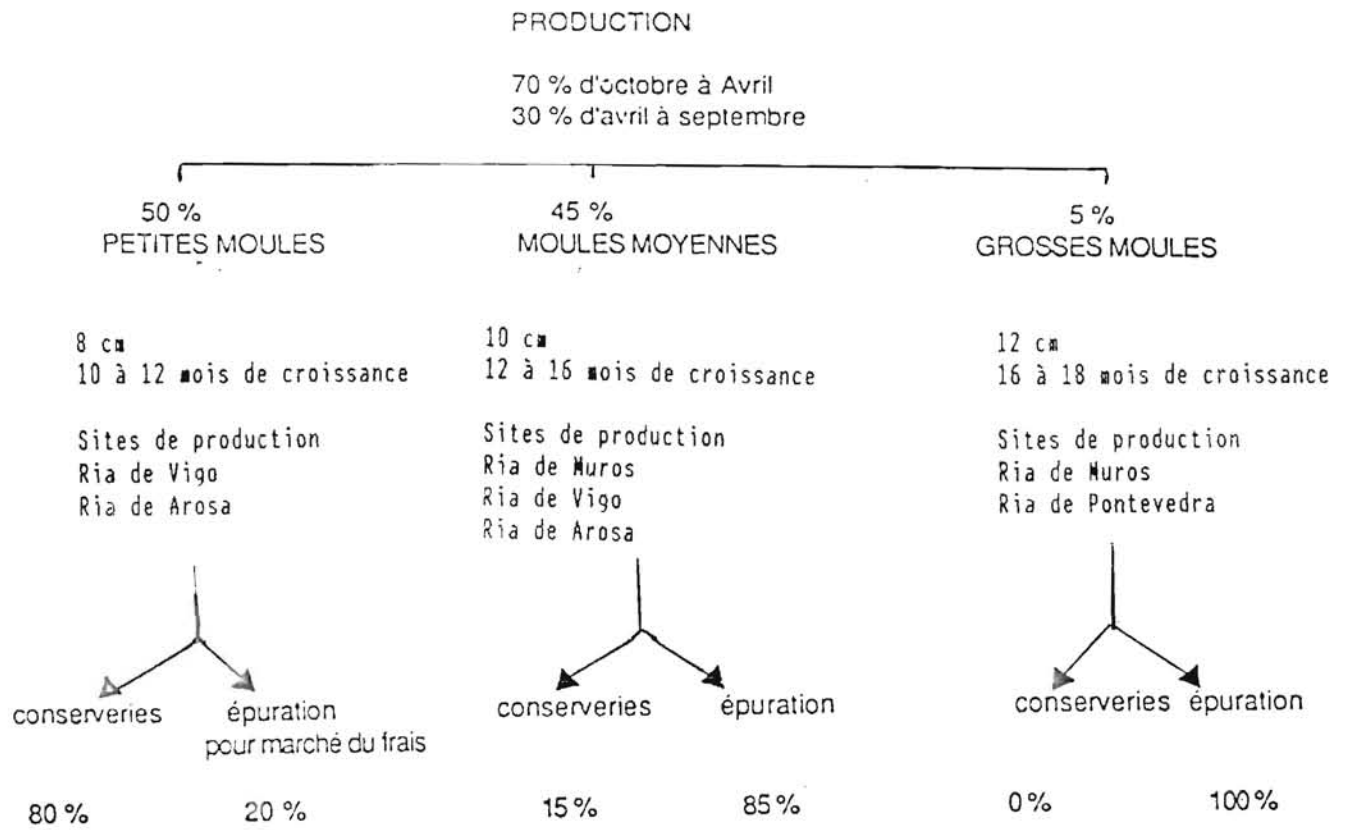 PRODUCTION
70 % d'octobre à Avril
30 % d'avril à septembre
50 %
PETITES MOULES
8 cm
10 à 12 mois de croissance
Sites de production
Ria de Vigo
Ria de Arosa
conserveries
épuration
pour marché du frais
80 %
20 %
45 %
MOULES MOYENNES
10 cm
12 à 16 mois de croissance
Sites de production
Ria de Muros
Ria de Vigo
Ria de Arosa
conserveries
épuration
15 %
85 %
5 %
GROSSES MOULES
12 cm
16 à 18 mois de croissance
Sites de production
Ria de Muros
Ria de Pontevedra
conserveries
épuration
0 %
100 %